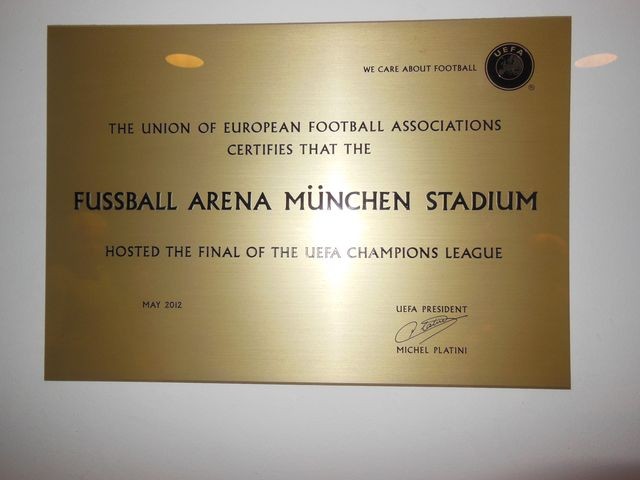 WE CARE ABOUT FOOTBALL
UEFA
®
THE UNION OF EUROPEAN FOOTBALL ASSOCIATIONS
CERTIFIES THAT THE
FUSSBALL ARENA MÜNCHEN STADIUM
HOSTED THE FINAL OF THE UEFA CHAMPIONS LEAGUE
MAY 2012
UEFA PRESIDENT
MICHEL PLATINI